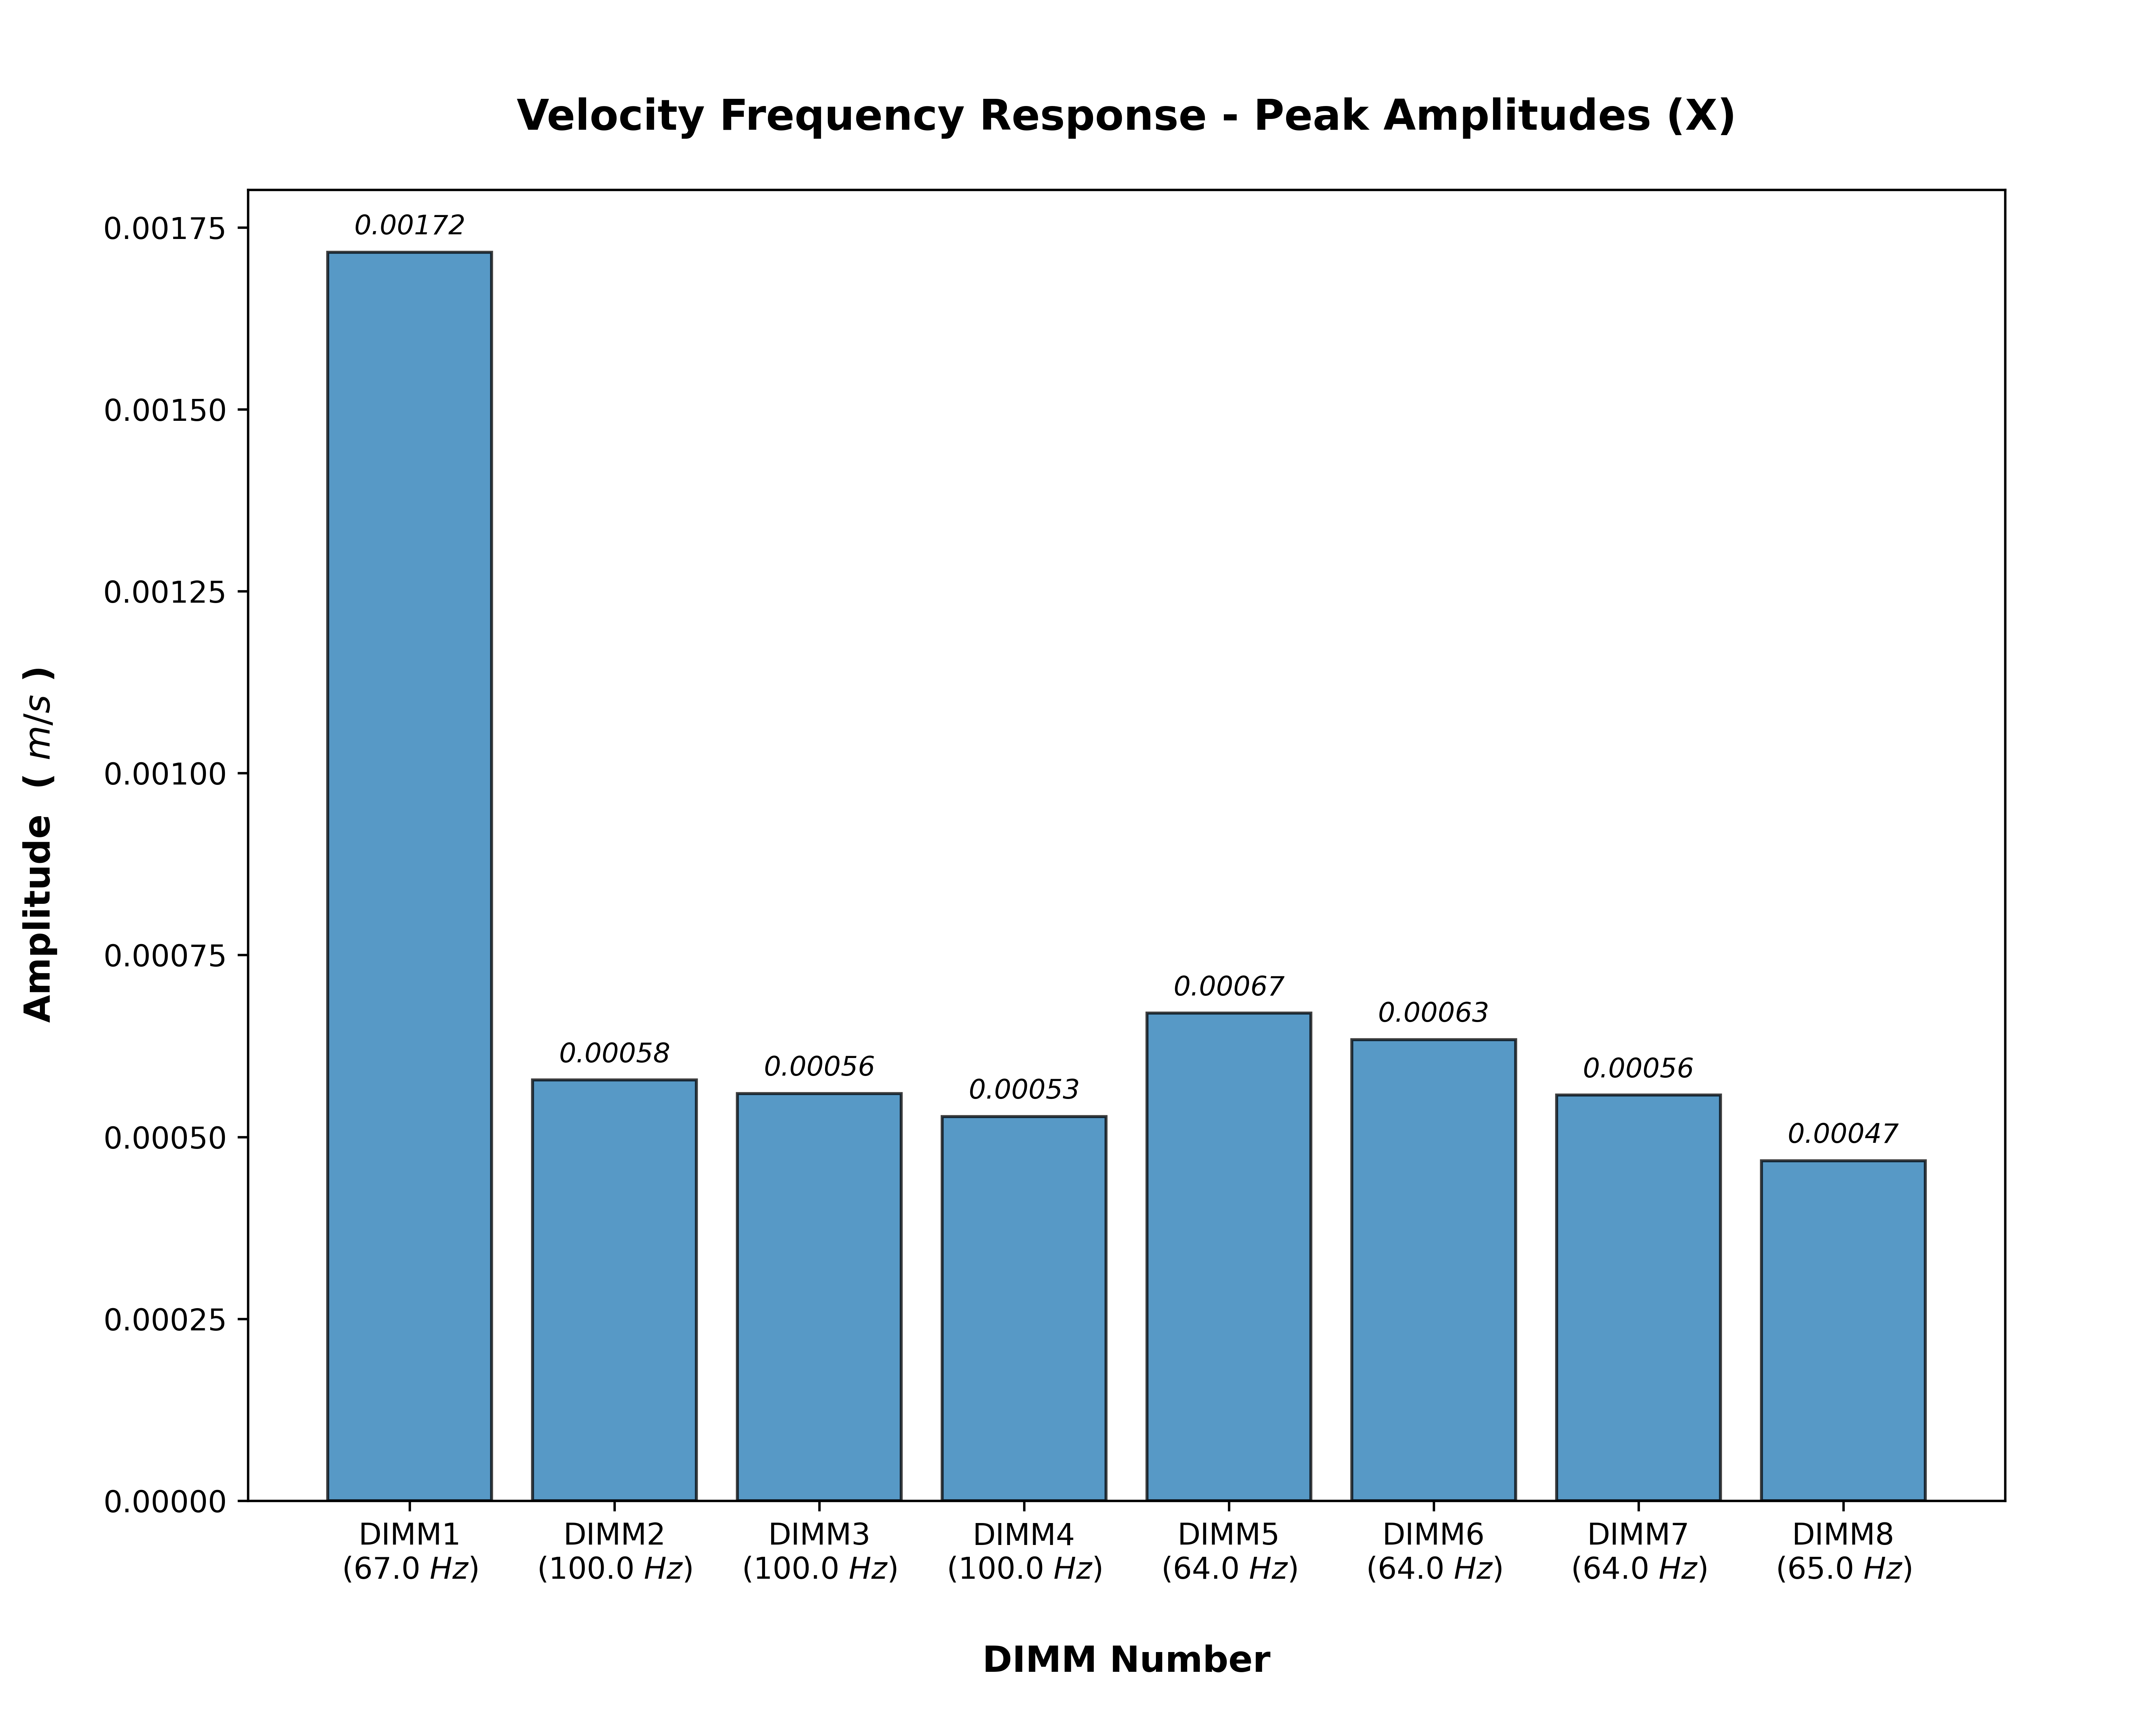 Velocity Frequency Response - Peak Amplitudes (X)
Amplitude ( m/s )
0.00175
0.00150
0.00125
0.00100
0.00075
0.00050
0.00025
0.00000
0.00172
0.00058
0.00056
0.00053
0.00067
0.00063
0.00056
0.00047
DIMM1
(67.0 Hz)
DIMM2
(100.0 Hz)
DIMM3
(100.0 Hz)
DIMM4
(100.0 Hz)
DIMM5
(64.0 Hz)
DIMM6
(64.0 Hz)
DIMM7
(64.0 Hz)
DIMM8
(65.0 Hz)
DIMM Number